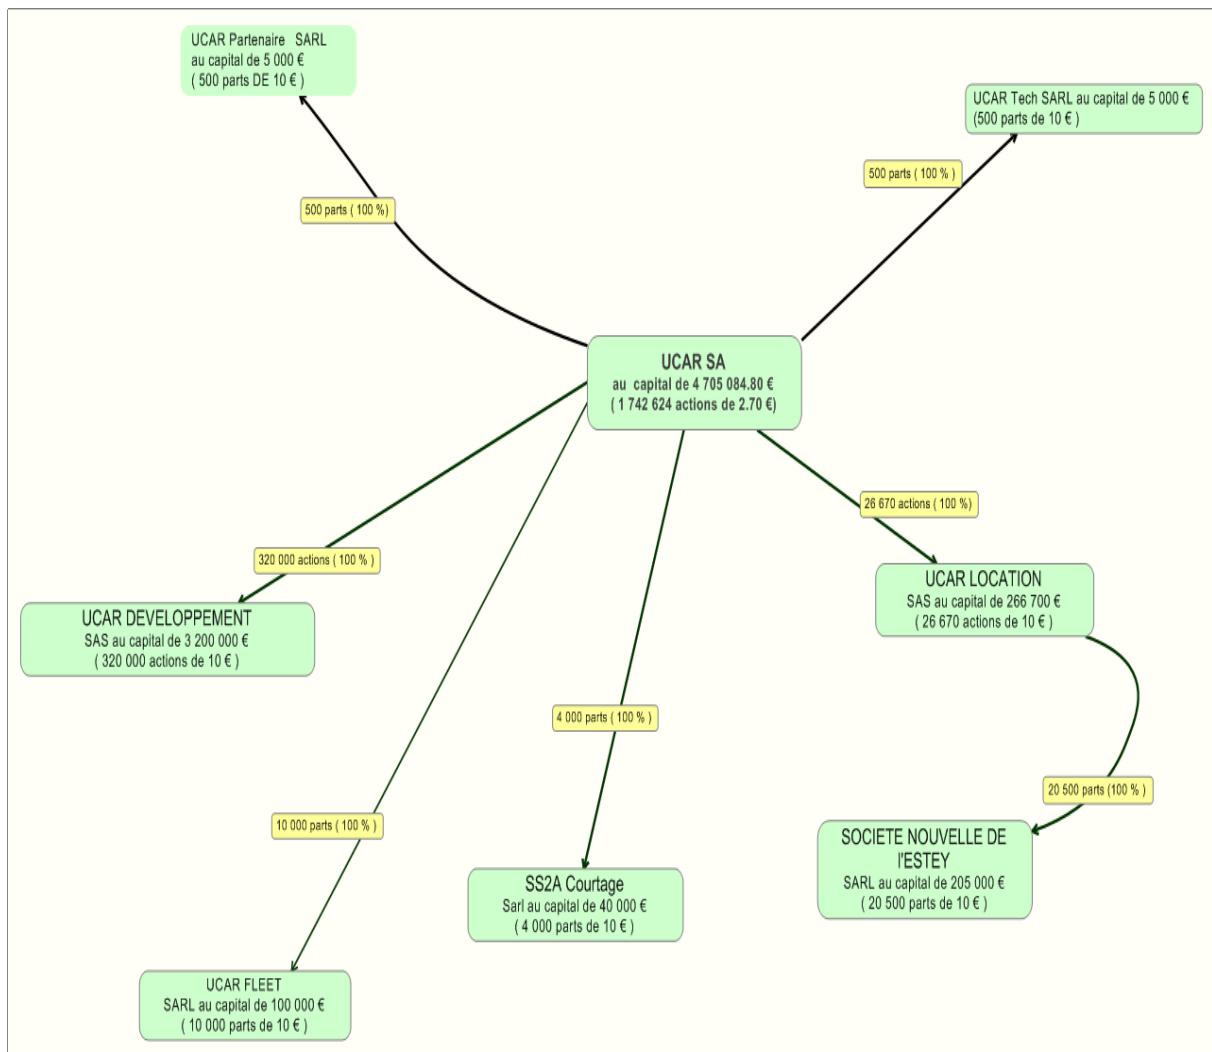 UCAR Partenaire SARL
au capital de 5 000 €
( 500 parts DE 10 € )
UCAR Tech SARL au capital de 5 000 €
(500 parts de 10 € )
500 parts ( 100 % )
500 parts ( 100 %)
UCAR SA
au capital de 4 705 084.80 €
( 1 742 624 actions de 2.70 €)
26 670 actions ( 100 %)
320 000 actions ( 100 % )
UCAR LOCATION
SAS au capital de 266 700 €
( 26 670 actions de 10 € )
UCAR DEVELOPPEMENT
SAS au capital de 3 200 000 €
( 320 000 actions de 10 € )
4 000 parts ( 100 % )
20 500 parts (100 % )
10 000 parts ( 100 % )
SOCIETE NOUVELLE DE
l'ESTEY
SARL au capital de 205 000 €
( 20 500 parts de 10 € )
SS2A Courtage
Sarl au capital de 40 000 €
( 4 000 parts de 10 € )
UCAR FLEET
SARL au capital de 100 000 €
( 10 000 parts de 10 € )